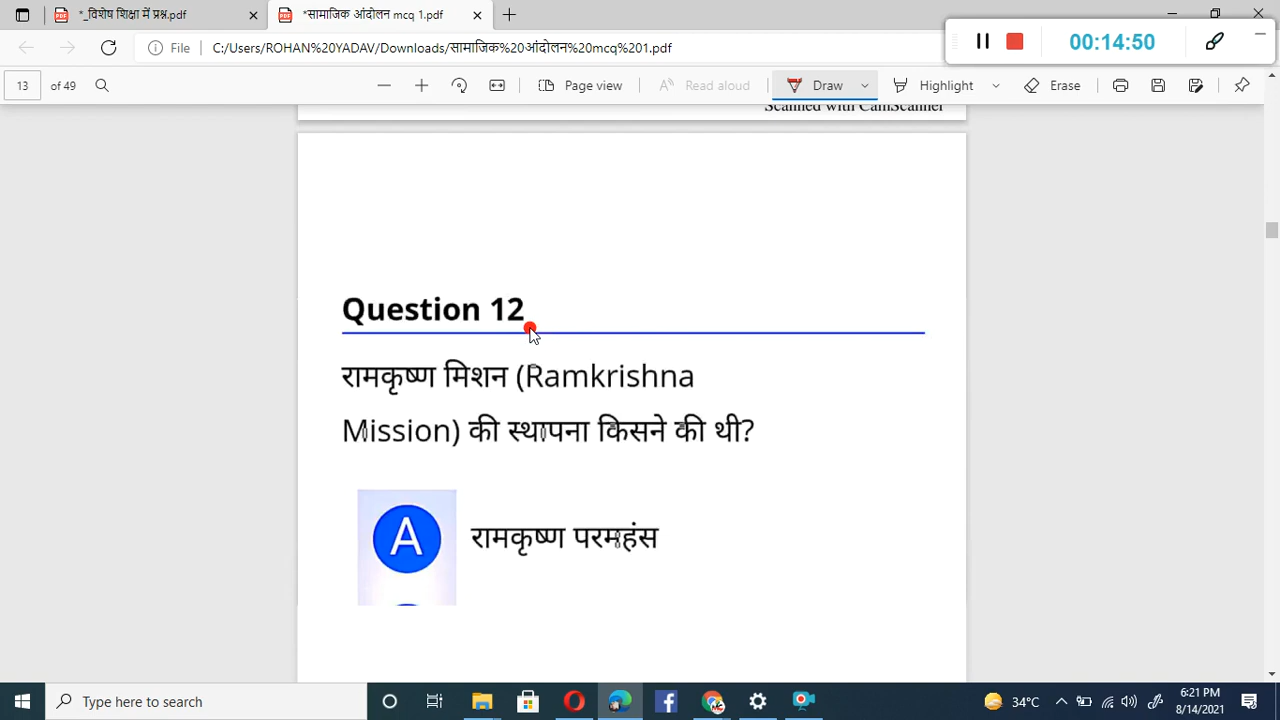 *_विशेष शिक्षा में प्रश्न.pdf
*सामाजिक आंदोलन mcq 1.pdf
00:14:50
File
C:/Users/ROHAN%20YADAV/Downloads/सामाजिक%20आंदोलन%20mcq%201.pdf
13 of 49
Page view
Read aloud
Draw
Highlight
Erase
Scanned with CamScanner
Question 12
रामकृष्ण मिशन (Ramkrishna
Mission) की स्थापना किसने की थी?
A रामकृष्ण परमहंस
Type here to search
34°C
6:21 PM
8/14/2021